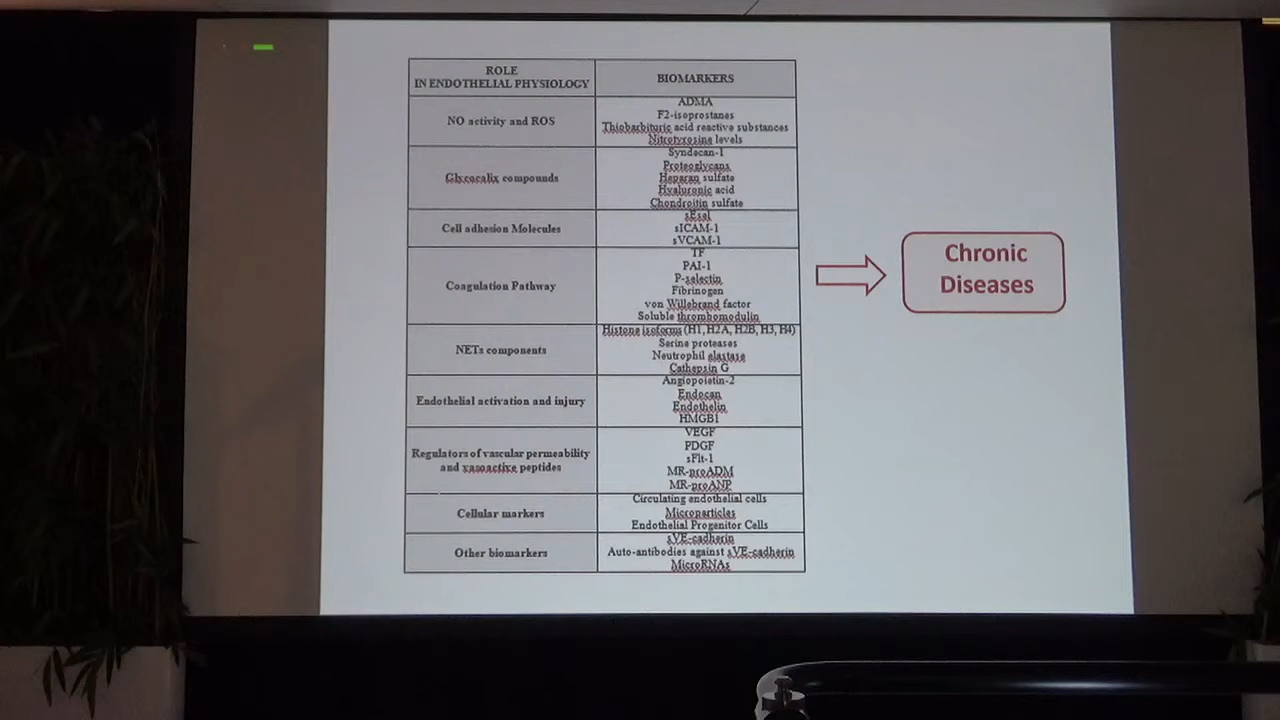 ROLE
IN ENDOTHELIAL PHYSIOLOGY
BIOMARKERS
NO activity and ROS
ADMA
F2-isoprostanes
Thiobarbituric acid reactive substances
Nitrotyrosine levels
Glycocalix compounds
Syndecan-1
Proteoglycans
Heparan sulfate
Hyaluronic acid
Chondroitin sulfate
Cell adhesion Molecules
sEsel
sICAM-1
sVCAM-1
Coagulation Pathway
TF
PAI-1
P-selectin
Fibrinogen
von Willebrand factor
Soluble thrombomodulin
NETs components
Histone isoforms (H1, H2A, H2B, H3, H4)
Serine proteases
Neutrophil elastase
Cathepsin G
Endothelial activation and injury
Angiopoietin-2
Endocan
Endothelin
HMGB1
Regulators of vascular permeability
and vasoactive peptides
VEGF
PDGF
sFlt-1
MR-proADM
MR-proANP
Cellular markers
Circulating endothelial cells
Microparticles
Endothelial Progenitor Cells
Other biomarkers
sVE-cadherin
Auto-antibodies against sVE-cadherin
MicroRNAs
Chronic
Diseases